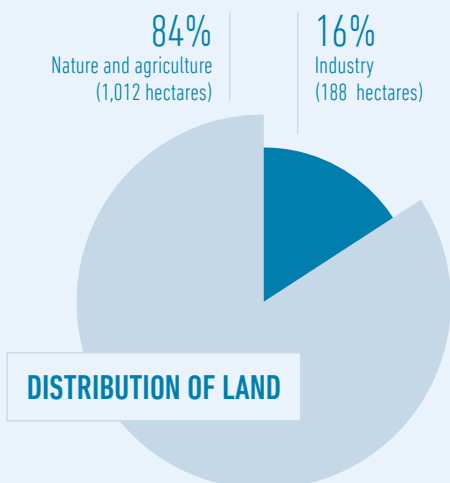 84%
Nature and agriculture
(1,012 hectares)
16%
Industry
(188 hectares)
DISTRIBUTION OF LAND